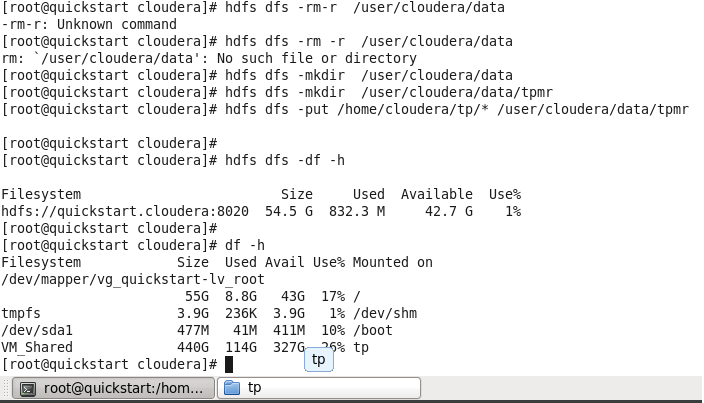 [root@quickstart cloudera]# hdfs dfs -rm-r  /user/cloudera/data
-rm-r: Unknown command
[root@quickstart cloudera]# hdfs dfs -rm -r  /user/cloudera/data
rm: `/user/cloudera/data': No such file or directory
[root@quickstart cloudera]# hdfs dfs -mkdir  /user/cloudera/data
[root@quickstart cloudera]# hdfs dfs -mkdir  /user/cloudera/data/tpmr
[root@quickstart cloudera]# hdfs dfs -put /home/cloudera/tp/* /user/cloudera/data/tpmr
[root@quickstart cloudera]#
[root@quickstart cloudera]# hdfs dfs -df -h
Filesystem                         Size     Used  Available  Use%
hdfs://quickstart.cloudera:8020  54.5 G  832.3 M     42.7 G    1%
[root@quickstart cloudera]#
[root@quickstart cloudera]# df -h
Filesystem            Size  Used Avail Use% Mounted on
/dev/mapper/vg_quickstart-lv_root
                       55G  8.8G   43G  17% /
tmpfs                 3.9G  236K  3.9G   1% /dev/shm
/dev/sda1             477M   41M  411M  10% /boot
VM_Shared             440G  114G  327G  26% tp
tp
[root@quickstart cloudera]#
root@quickstart:/hom... tp